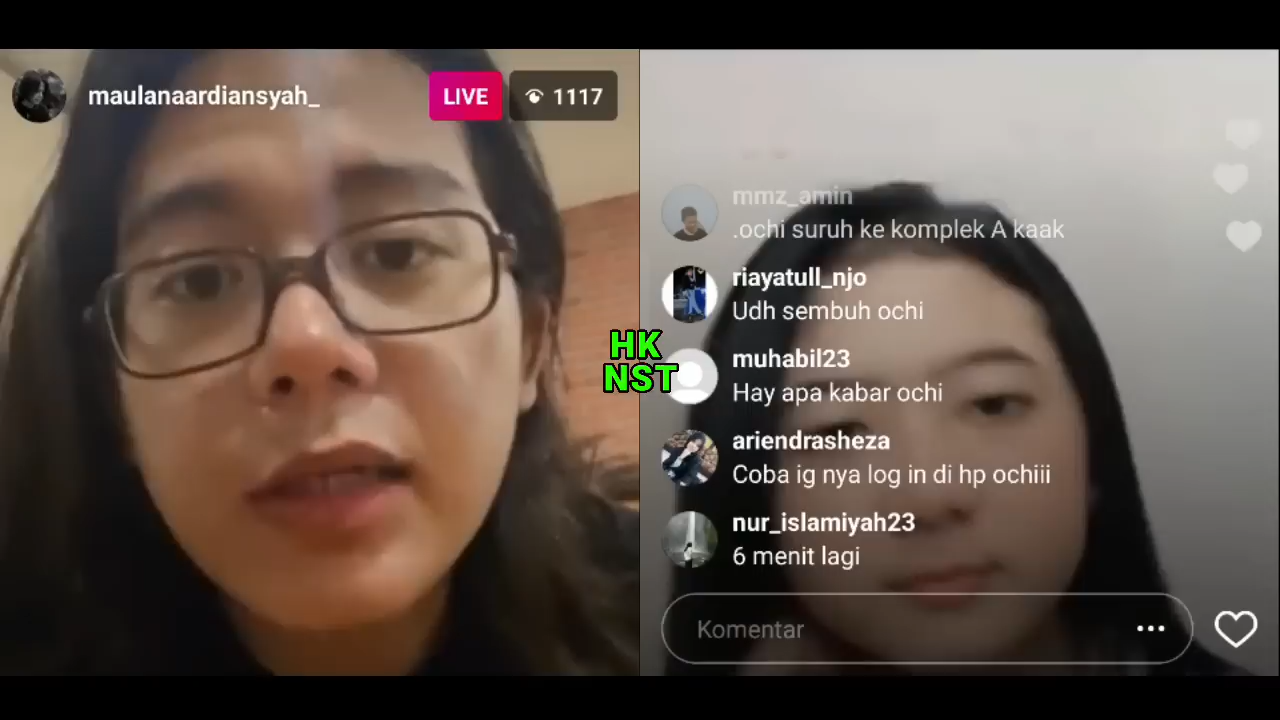 maulanaardiansyah_
LIVE
1117
mmz_amin
.ochi suruh ke komplek A kaak
riayatull_njo
Udh sembuh ochi
HK
NST
muhabil23
Hay apa kabar ochi
ariendrasheza
Coba ig nya log in di hp ochiii
nur_islamiyah23
6 menit lagi
Komentar